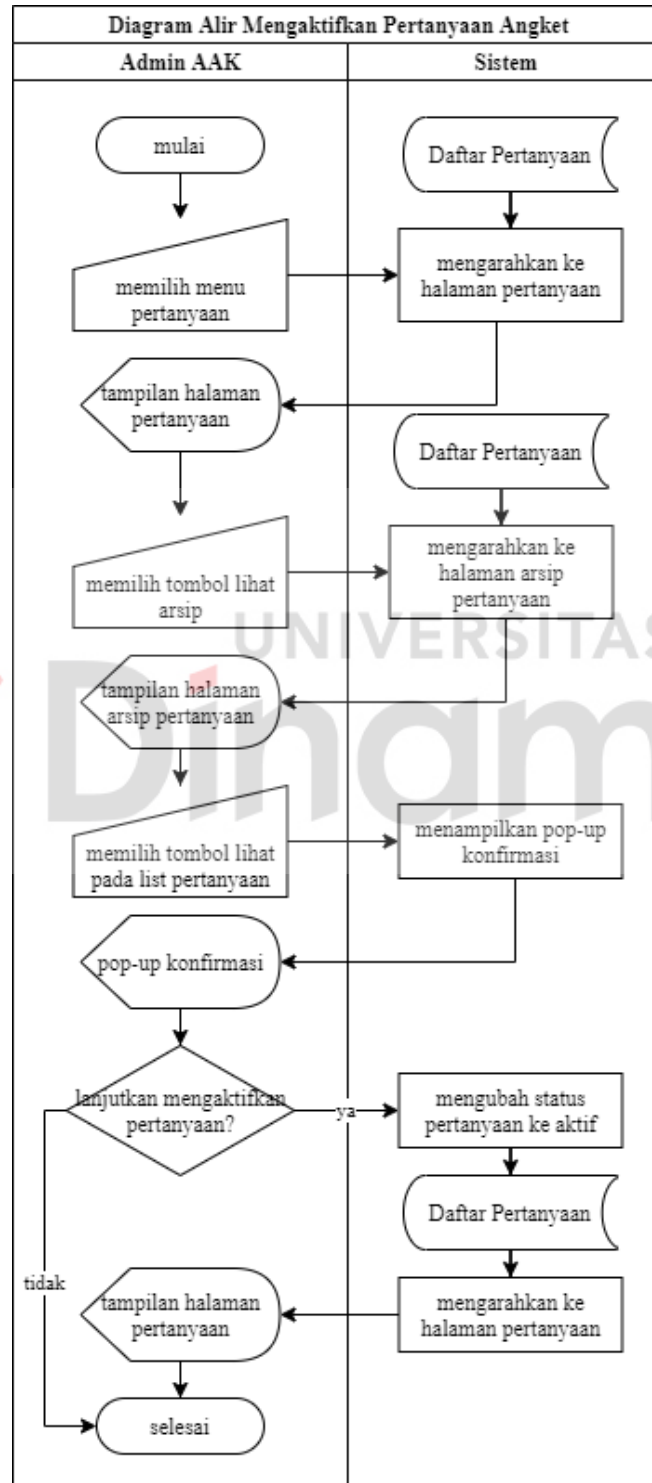 Diagram Alir Mengaktifkan Pertanyaan Angket
Admin AAK
Sistem
mulai
Daftar Pertanyaan
memilih menu
pertanyaan
mengarahkan ke
halaman pertanyaan
tampilan halaman
pertanyaan
Daftar Pertanyaan
memilih tombol lihat
arsip
mengarahkan ke
halaman arsip
pertanyaan
UNIVERSITAS
Dinam
tampilan halaman
arsip pertanyaan
memilih tombol lihat
pada list pertanyaan
menampilkan pop-up
konfirmasi
pop-up konfirmasi
lanjutkan mengaktifkan
pertanyaan?
ya
mengubah status
pertanyaan ke aktif
Daftar Pertanyaan
tidak
tampilan halaman
pertanyaan
mengarahkan ke
halaman pertanyaan
selesai